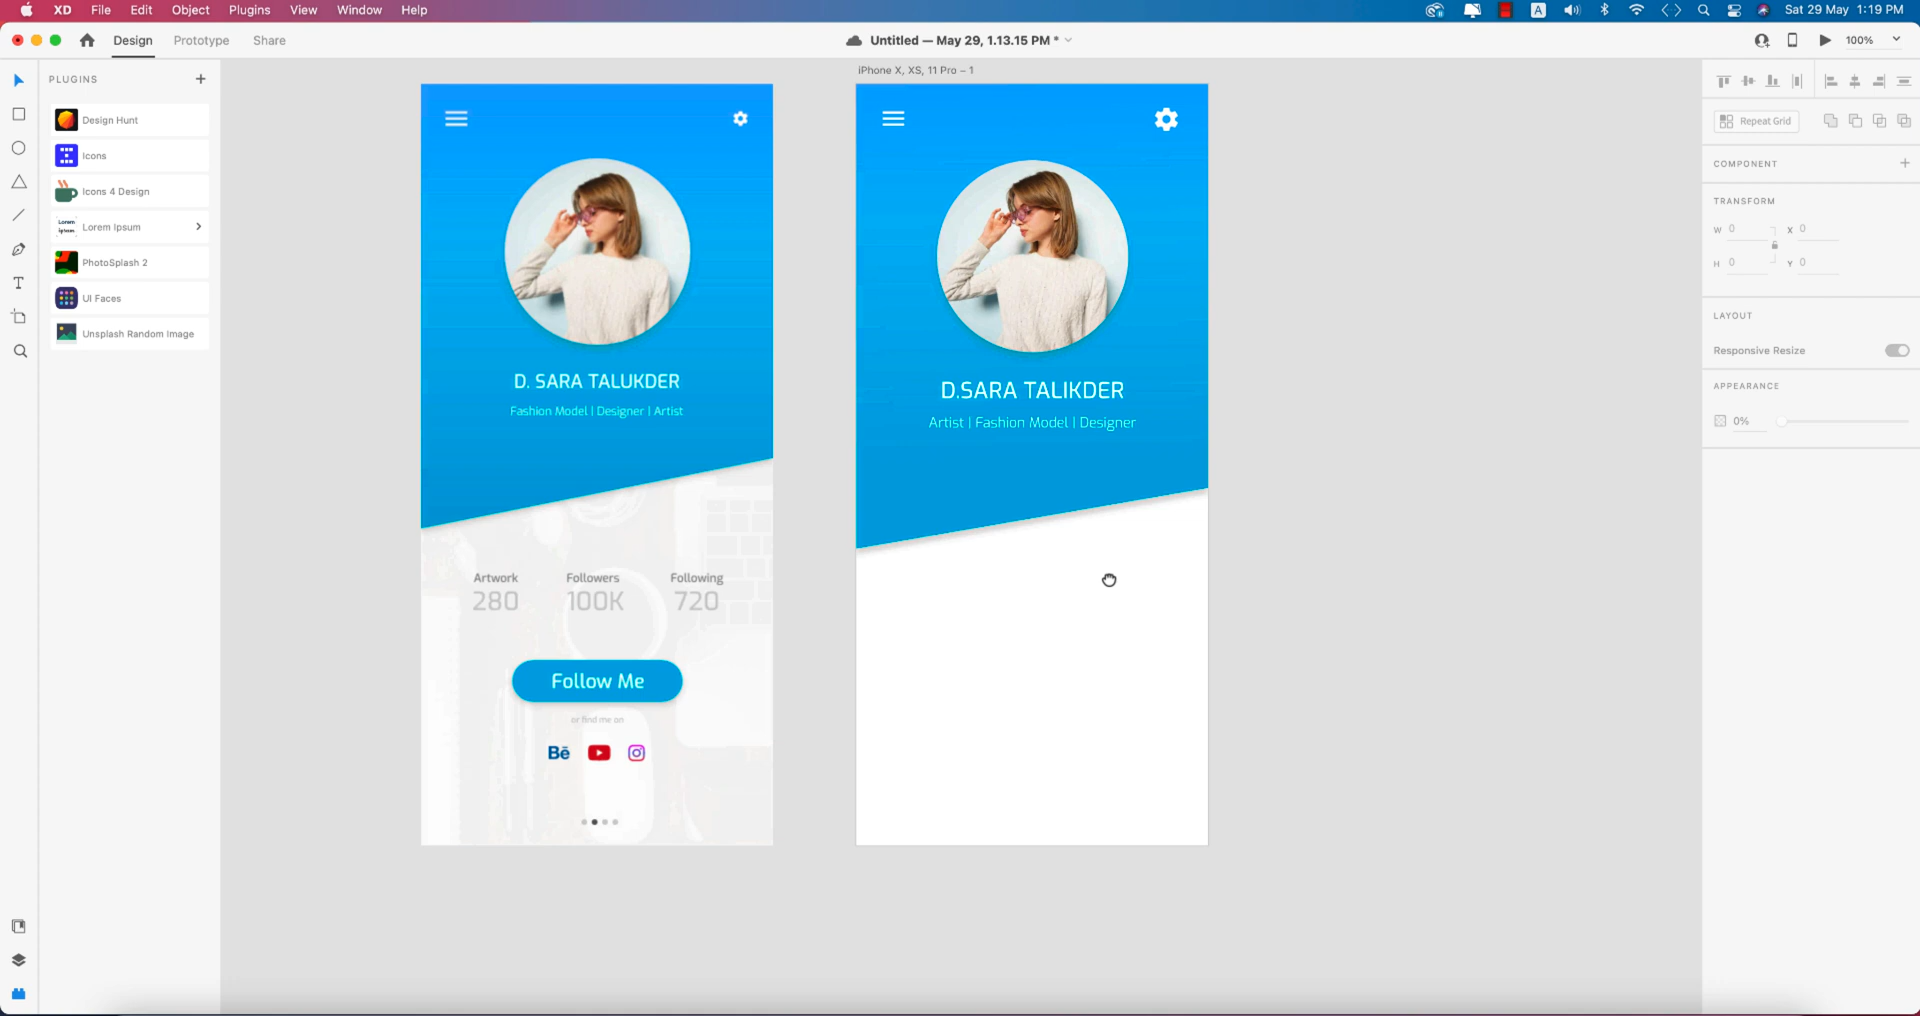 XD File Edit Object Plugins View Window Help
A
Sat 29 May 1:19 PM
Design Prototype Share
Untitled — May 29, 1.13.15 PM *
100%
PLUGINS
Design Hunt
Icons
Icons 4 Design
Lorem Ipsum
Lorem Ipsum
PhotoSplash 2
UI Faces
Unsplash Random Image
T
D. SARA TALUKDER
Fashion Model | Designer | Artist
Artwork Followers Following
280 100K 720
Follow Me
or find me on
Bē
iPhone X, XS, 11 Pro – 1
D.SARA TALIKDER
Artist | Fashion Model | Designer
Repeat Grid
COMPONENT
TRANSFORM
W 0 X 0
H 0 Y 0
LAYOUT
Responsive Resize
APPEARANCE
0%